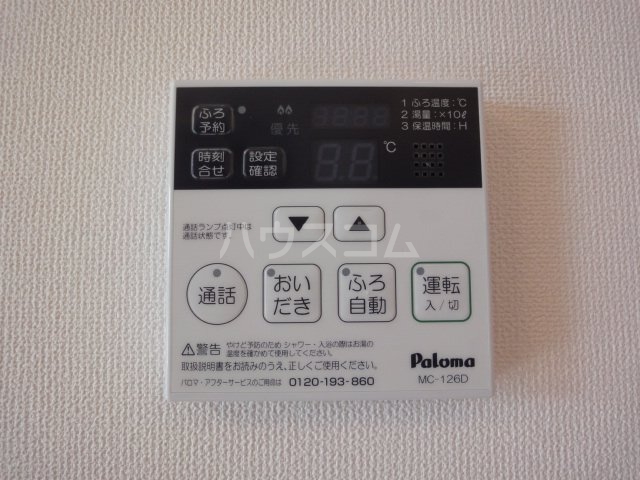 ふろ
予約
優先
1 ふろ温度：℃
2 湯量：×10ℓ
3 保温時間：H
時刻
合せ
設定
確認
℃
通話ランプ点灯中は
通話状態です。
ハウスコム
通話
おい
だき
ふろ
自動
運転
入/切
警告
やけど予防のため シャワー・入浴の際はお湯の
温度を確かめて使用してください。
取扱説明書をお読みのうえ、正しくご使用ください。
パロマ・アフターサービスのご用命は 0120-193-860
Paloma
MC-126D